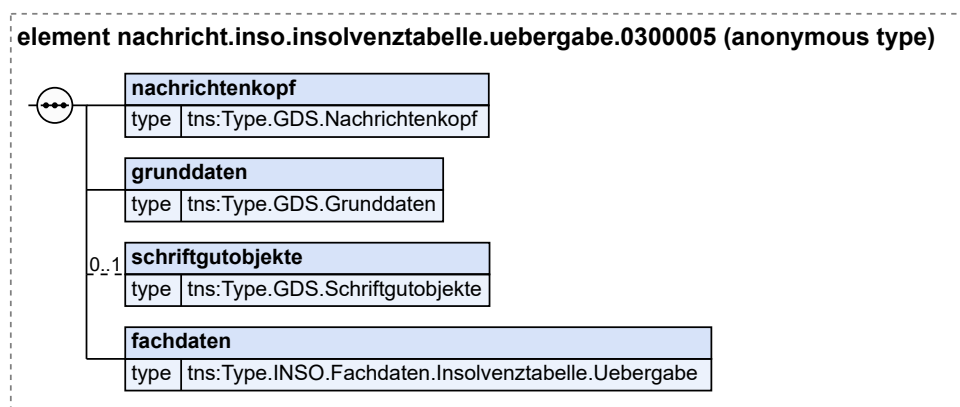 element nachricht.inso.insolvenztabelle.uebergabe.0300005 (anonymous type)
nachrichtenkopf
type tns:Type.GDS.Nachrichtenkopf
grunddaten
type tns:Type.GDS.Grunddaten
0..1 schriftgutobjekte
type tns:Type.GDS.Schriftgutobjekte
fachdaten
type tns:Type.INSO.Fachdaten.Insolvenztabelle.Uebergabe